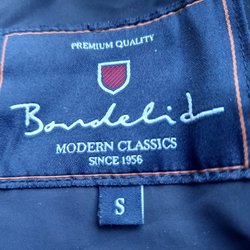 PREMIUM QUALITY
Bondelid
MODERN CLASSICS
SINCE 1956
S